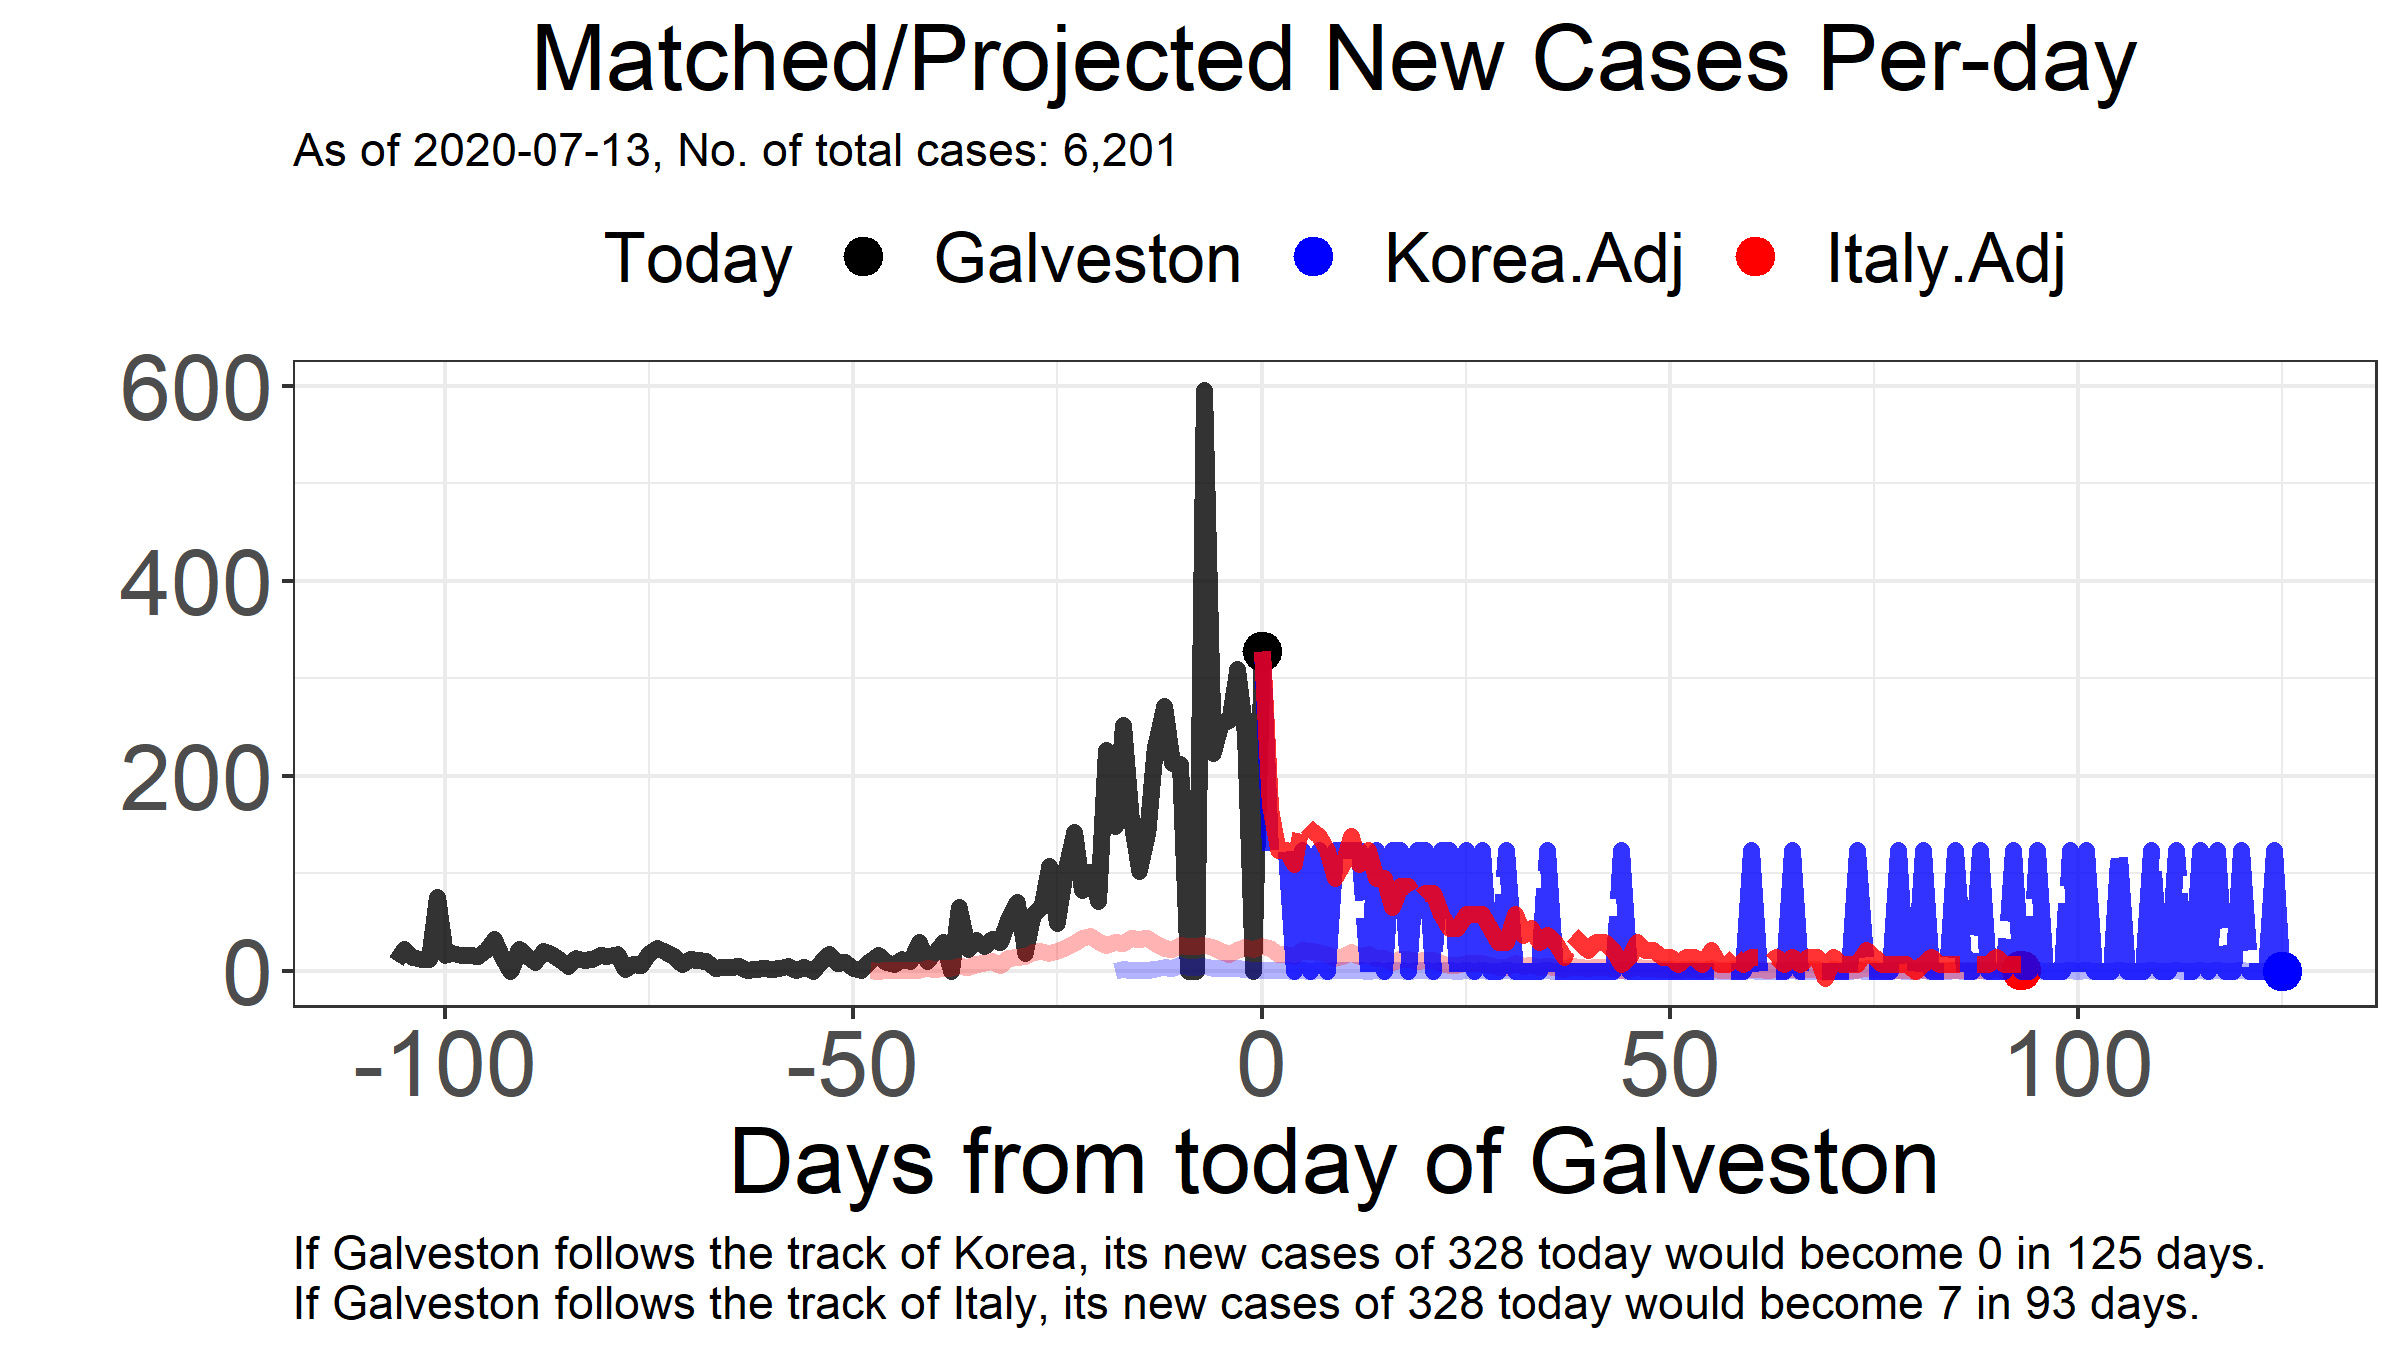 Matched/Projected New Cases Per-day
As of 2020-07-13, No. of total cases: 6,201
Today Galveston Korea.Adj Italy.Adj
600
400
200
0
-100 -50 0 50 100
Days from today of Galveston
If Galveston follows the track of Korea, its new cases of 328 today would become 0 in 125 days.
If Galveston follows the track of Italy, its new cases of 328 today would become 7 in 93 days.